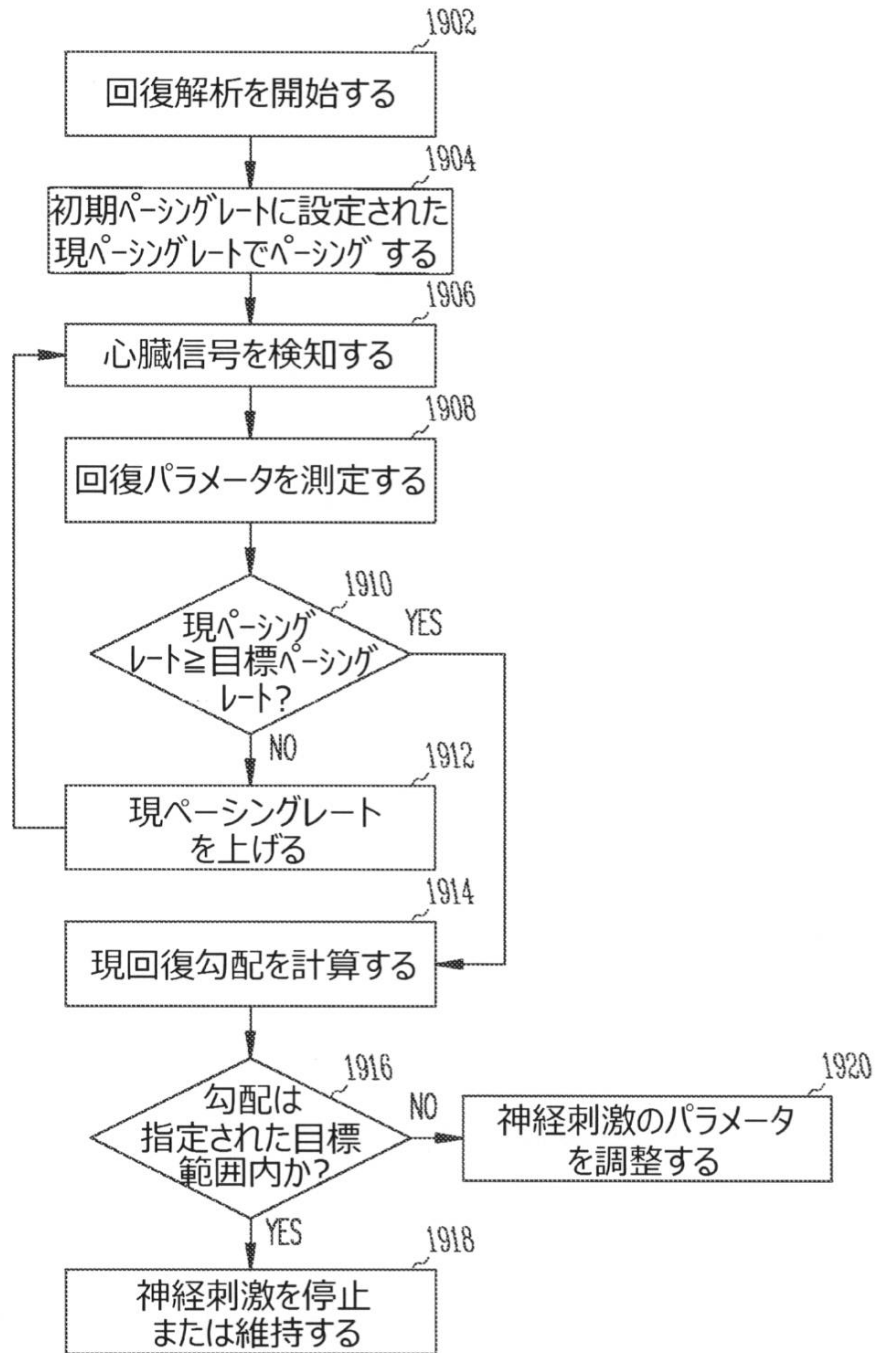 1902
回復解析を開始する
1904
初期ペーシングレートに設定された
現ペーシングレートでペーシングする
1906
心臓信号を検知する
1908
回復パラメータを測定する
1910
現ペーシング
レート≧目標ペーシング
レート?
YES
NO
1912
現ペーシングレート
を上げる
1914
現回復勾配を計算する
1916
勾配は
指定された目標
範囲内か?
NO
1920
神経刺激のパラメータ
を調整する
YES
1918
神経刺激を停止
または維持する